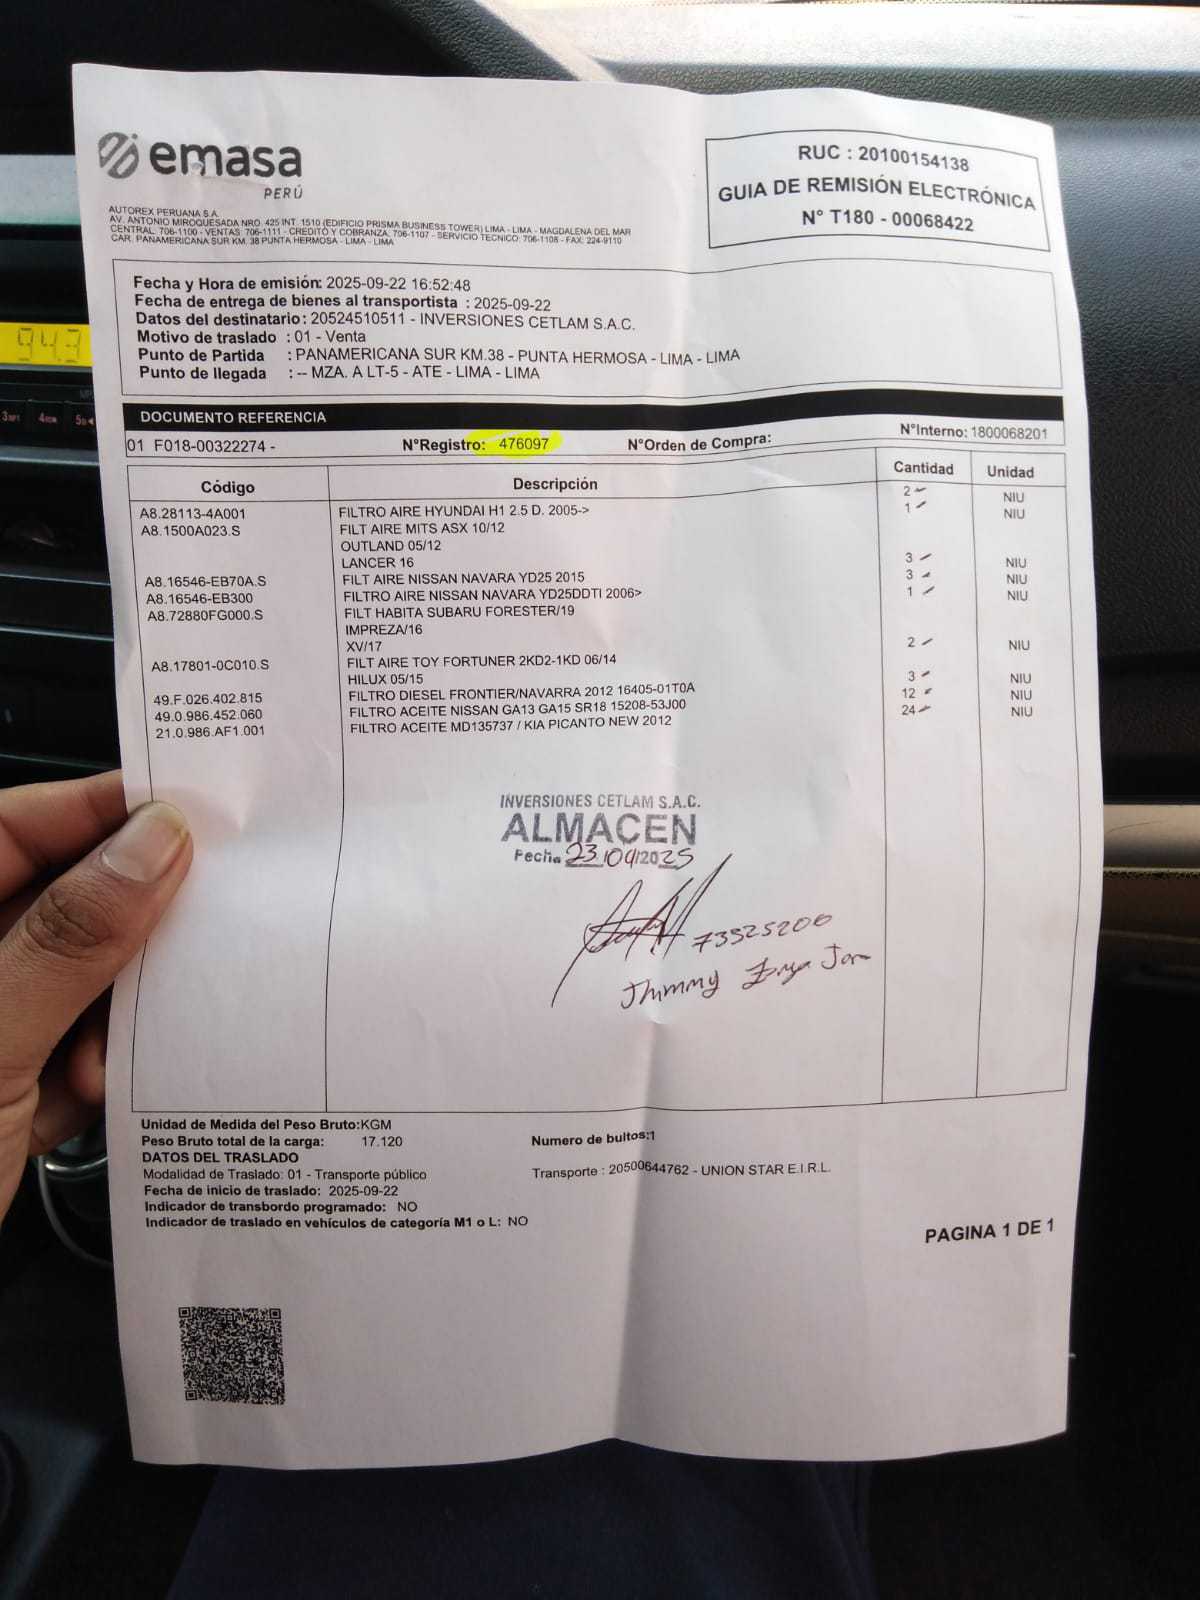 emasa
PERÚ
AUTOREX PERUANA S.A.
AV. ANTONIO MIROQUESADA NRO. 425 INT. 1510 (EDIFICIO PRISMA BUSINESS TOWER) LIMA - LIMA - MAGDALENA DEL MAR
CENTRAL: 706-1100 - VENTAS: 706-1111 - CREDITO Y COBRANZA: 706-1107 - SERVICIO TECNICO: 706-1108 - FAX: 224-9110
CAR. PANAMERICANA SUR KM. 38 PUNTA HERMOSA - LIMA - LIMA
RUC : 20100154138
GUIA DE REMISIÓN ELECTRÓNICA
N° T180 - 00068422
Fecha y Hora de emisión: 2025-09-22 16:52:48
Fecha de entrega de bienes al transportista : 2025-09-22
Datos del destinatario : 20524510511 - INVERSIONES CETLAM S.A.C.
Motivo de traslado : 01 - Venta
Punto de Partida : PANAMERICANA SUR KM.38 - PUNTA HERMOSA - LIMA - LIMA
Punto de llegada : -- MZA. A LT-5 - ATE - LIMA - LIMA
DOCUMENTO REFERENCIA
01 F018-00322274 - N°Registro: 476097 N°Orden de Compra: N°Interno: 1800068201
Código Descripción Cantidad Unidad
A8.28113-4A001 FILTRO AIRE HYUNDAI H1 2.5 D. 2005-> 2 NIU
A8.1500A023.S FILT AIRE MITS ASX 10/12 1 NIU
OUTLAND 05/12
LANCER 16
A8.16546-EB70A.S FILT AIRE NISSAN NAVARA YD25 2015 3 NIU
A8.16546-EB300 FILTRO AIRE NISSAN NAVARA YD25DDTI 2006> 3 NIU
A8.72880FG000.S FILT HABITA SUBARU FORESTER/19 1 NIU
IMPREZA/16
XV/17
A8.17801-0C010.S FILT AIRE TOY FORTUNER 2KD2-1KD 06/14 2 NIU
HILUX 05/15
49.F.026.402.815 FILTRO DIESEL FRONTIER/NAVARRA 2012 16405-01T0A 3 NIU
49.0.986.452.060 FILTRO ACEITE NISSAN GA13 GA15 SR18 15208-53J00 12 NIU
21.0.986.AF1.001 FILTRO ACEITE MD135737 / KIA PICANTO NEW 2012 24 NIU
INVERSIONES CETLAM S.A.C.
ALMACEN
Fecha 23/09/2025
73525200
Jhimmy
Unidad de Medida del Peso Bruto: KGM
Peso Bruto total de la carga: 17.120 Numero de bultos: 1
DATOS DEL TRASLADO
Modalidad de Traslado: 01 - Transporte público Transporte : 20500644762 - UNION STAR E.I.R.L.
Fecha de inicio de traslado: 2025-09-22
Indicador de transbordo programado: NO
Indicador de traslado en vehículos de categoría M1 o L: NO
PAGINA 1 DE 1
94.3